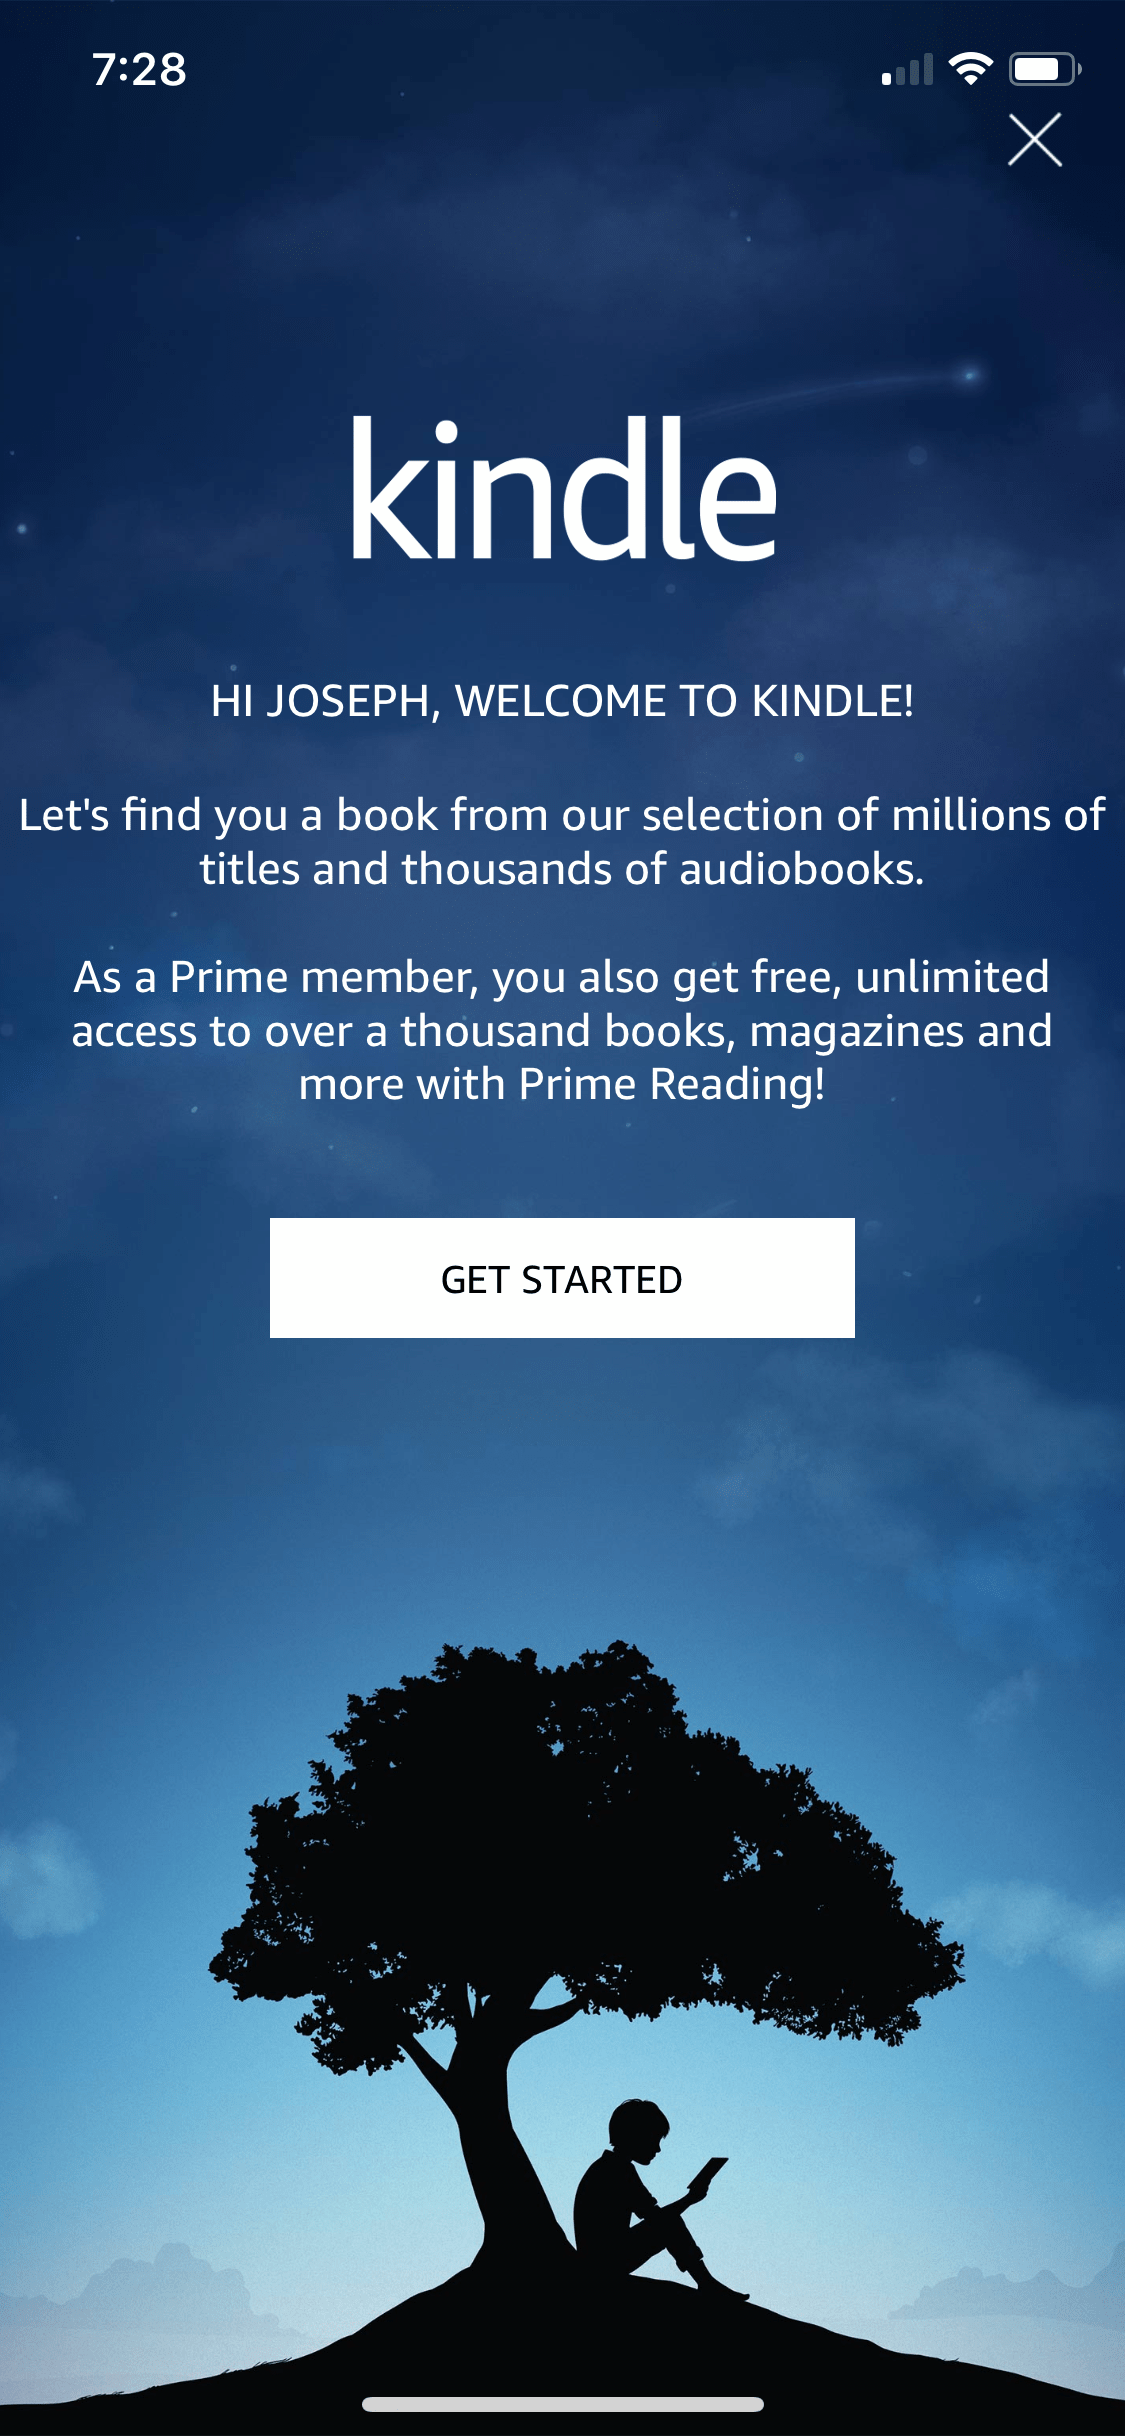 7:28
kindle
HI JOSEPH, WELCOME TO KINDLE!
Let's find you a book from our selection of millions of
titles and thousands of audiobooks.
As a Prime member, you also get free, unlimited
access to over a thousand books, magazines and
more with Prime Reading!
GET STARTED